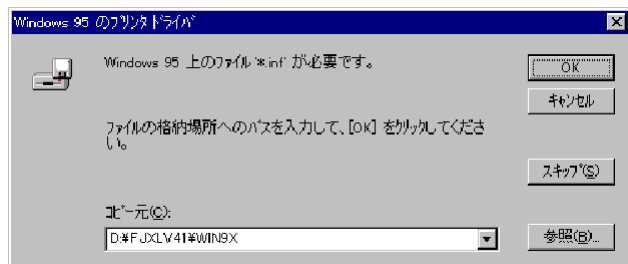 Windows 95 のプリンタ ドライバ
Windows 95 上のファイル '*.inf' が必要です。
OK
キャンセル
ファイルの格納場所へのパスを入力して、[OK] をクリックしてくださ
い。
スキップ(S)
コピー元(C):
D:¥FJXLV41¥WIN9X
参照(B)...